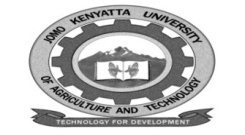 JOMO KENYATTA UNIVERSITY
OF AGRICULTURE AND TECHNOLOGY
TECHNOLOGY FOR DEVELOPMENT